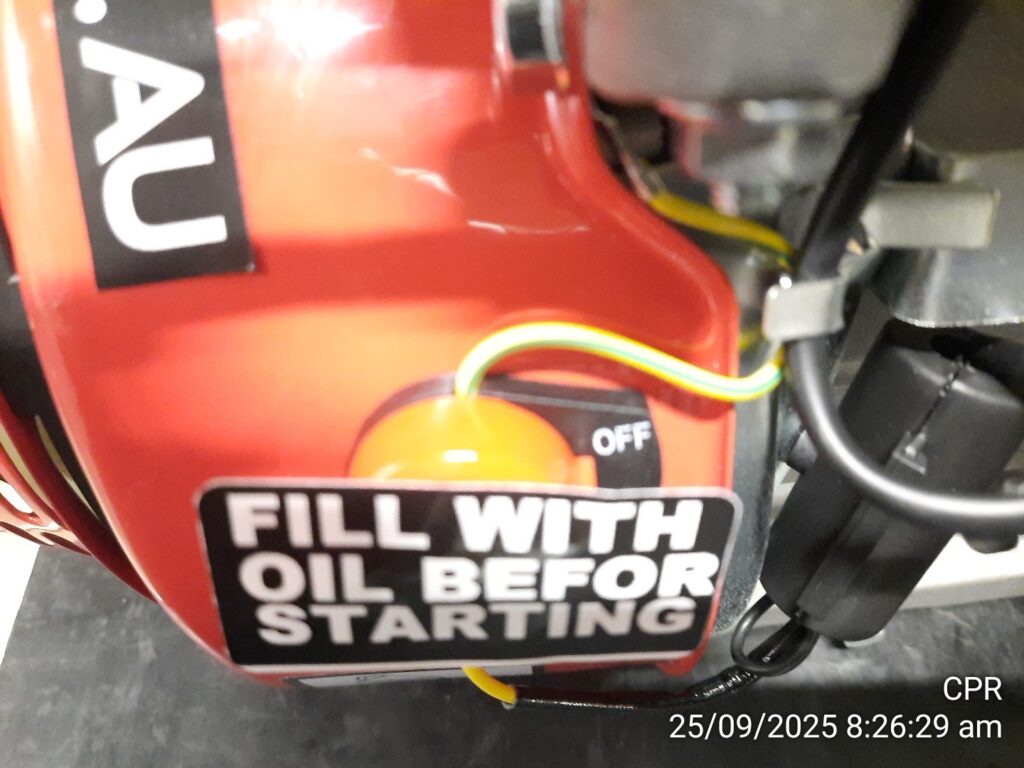 .AU
OFF
FILL WITH
OIL BEFOR
STARTING
CPR
25/09/2025 8:26:29 am